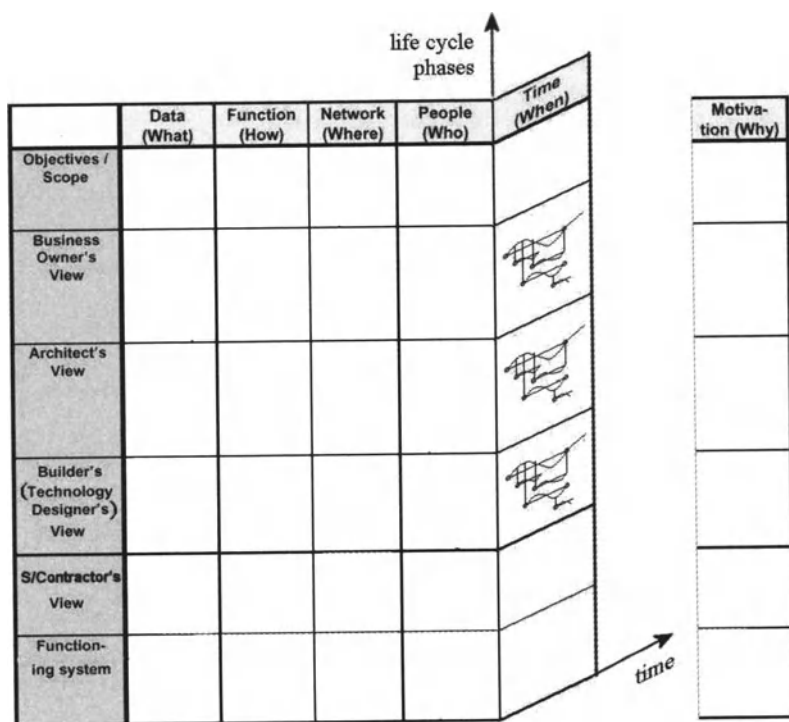 life cycle
phases
Data
(What)
Function
(How)
Network
(Where)
People
(Who)
Time
(When)
Motiva-
tion (Why)
Objectives /
Scope
Business
Owner's
View
Architect's
View
Builder's
(Technology
Designer's)
View
S/Contractor's
View
Function-
ing system
time